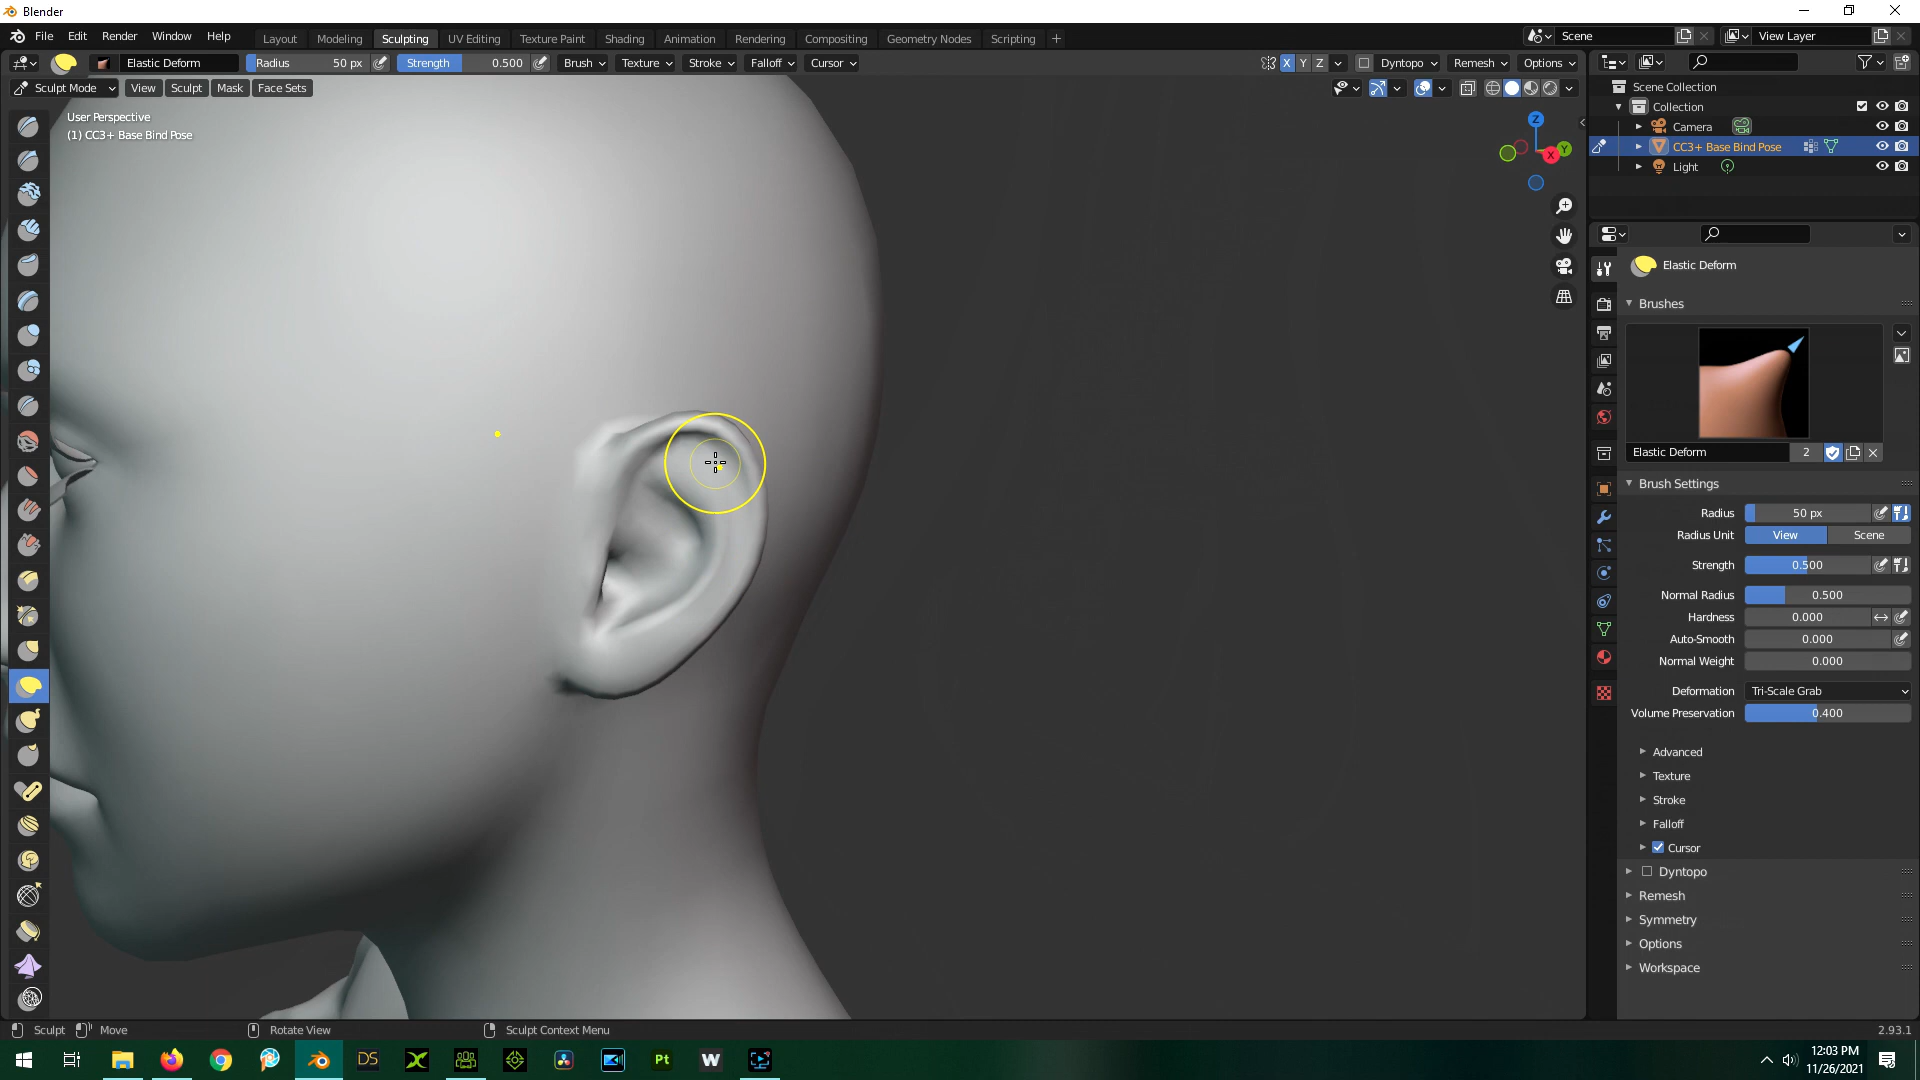 Blender
File Edit Render Window Help Layout Modeling Sculpting UV Editing Texture Paint Shading Animation Rendering Compositing Geometry Nodes Scripting + Scene View Layer
Elastic Deform Radius 50 px Strength 0.500 Brush Texture Stroke Falloff Cursor X Y Z Dyntopo Remesh Options
Sculpt Mode View Sculpt Mask Face Sets
User Perspective
(1) CC3+ Base Bind Pose
Z
X
Y
Scene Collection
Collection
Camera
CC3+ Base Bind Pose
Light
Elastic Deform
Brushes
Elastic Deform 2
Brush Settings
Radius 50 px
Radius Unit View Scene
Strength 0.500
Normal Radius 0.500
Hardness 0.000
Auto-Smooth 0.000
Normal Weight 0.000
Deformation Tri-Scale Grab
Volume Preservation 0.400
Advanced
Texture
Stroke
Falloff
Cursor
Dyntopo
Remesh
Symmetry
Options
Workspace
Sculpt Move Rotate View Sculpt Context Menu 2.93.1
DS Pt W
12:03 PM
11/26/2021